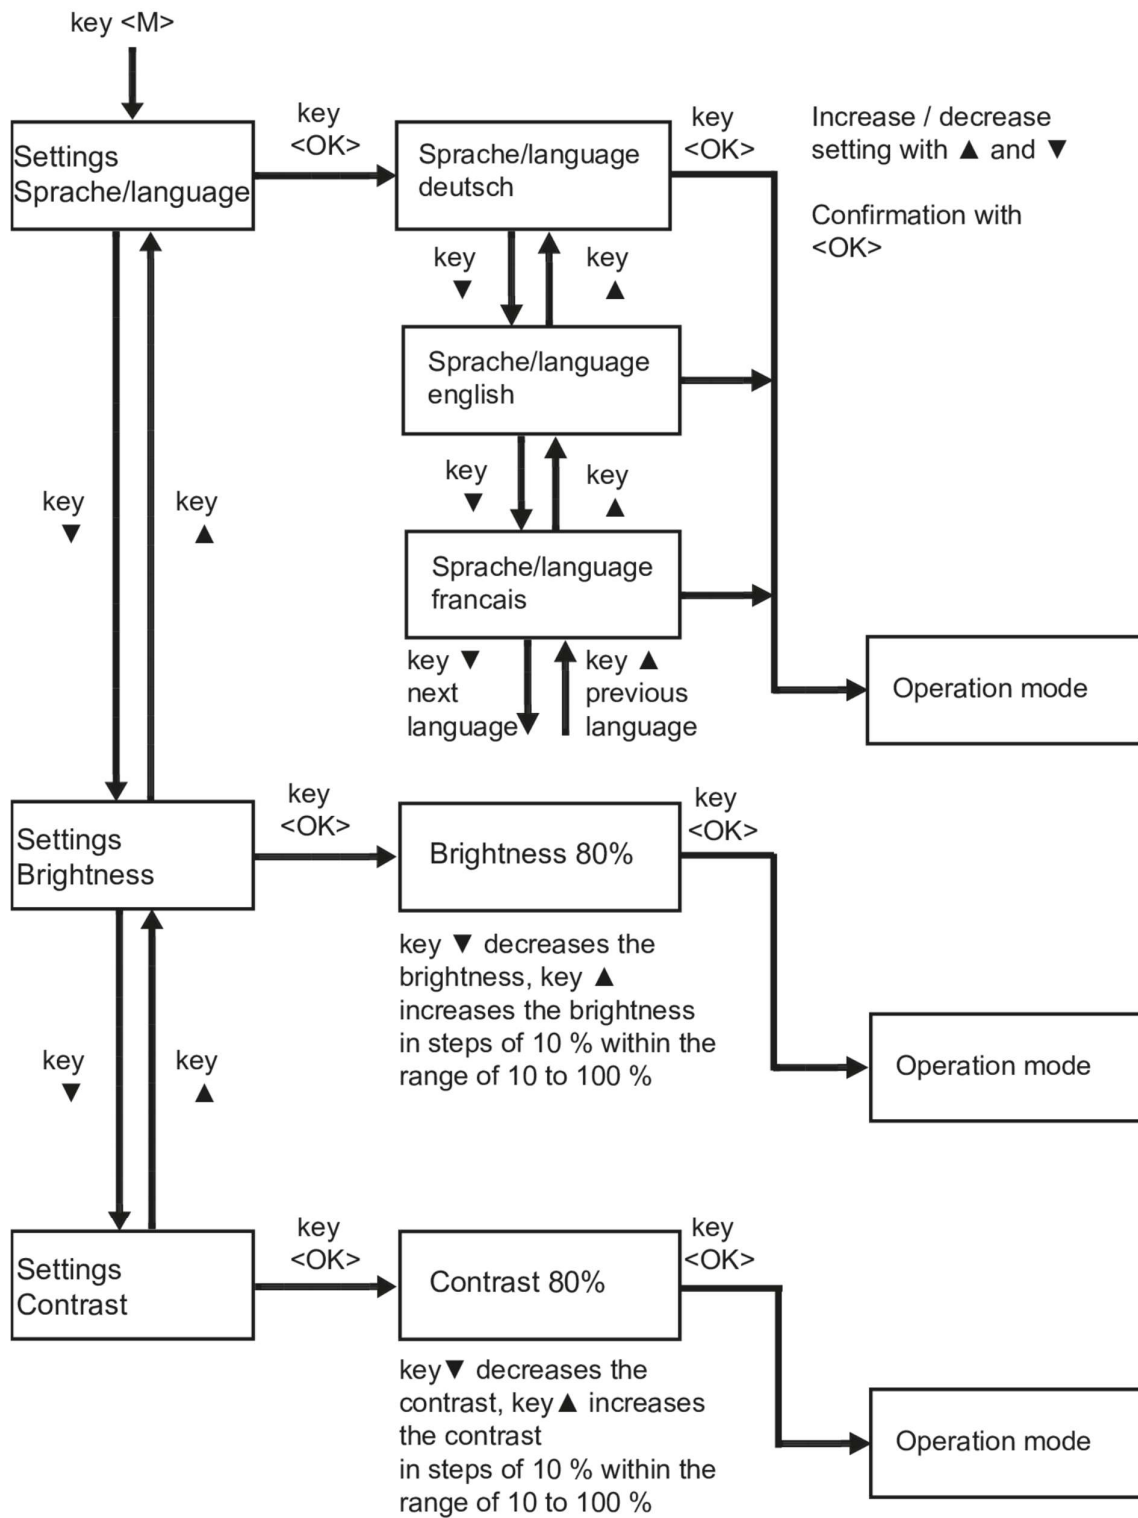 key <M>
Settings
Sprache/language
key
<OK>
Sprache/language
deutsch
key
<OK>
Increase / decrease
setting with ▲ and ▼
Confirmation with
<OK>
key
▼
key
▲
Sprache/language
english
key
▼
key
▲
key
▼
key
▲
Sprache/language
francais
key ▼
next
language
key ▲
previous
language
Operation mode
Settings
Brightness
key
<OK>
Brightness 80%
key
<OK>
key ▼ decreases the
brightness, key ▲
increases the brightness
in steps of 10 % within the
range of 10 to 100 %
Operation mode
key
▼
key
▲
Settings
Contrast
key
<OK>
Contrast 80%
key
<OK>
key▼ decreases the
contrast, key▲ increases
the contrast
in steps of 10 % within the
range of 10 to 100 %
Operation mode